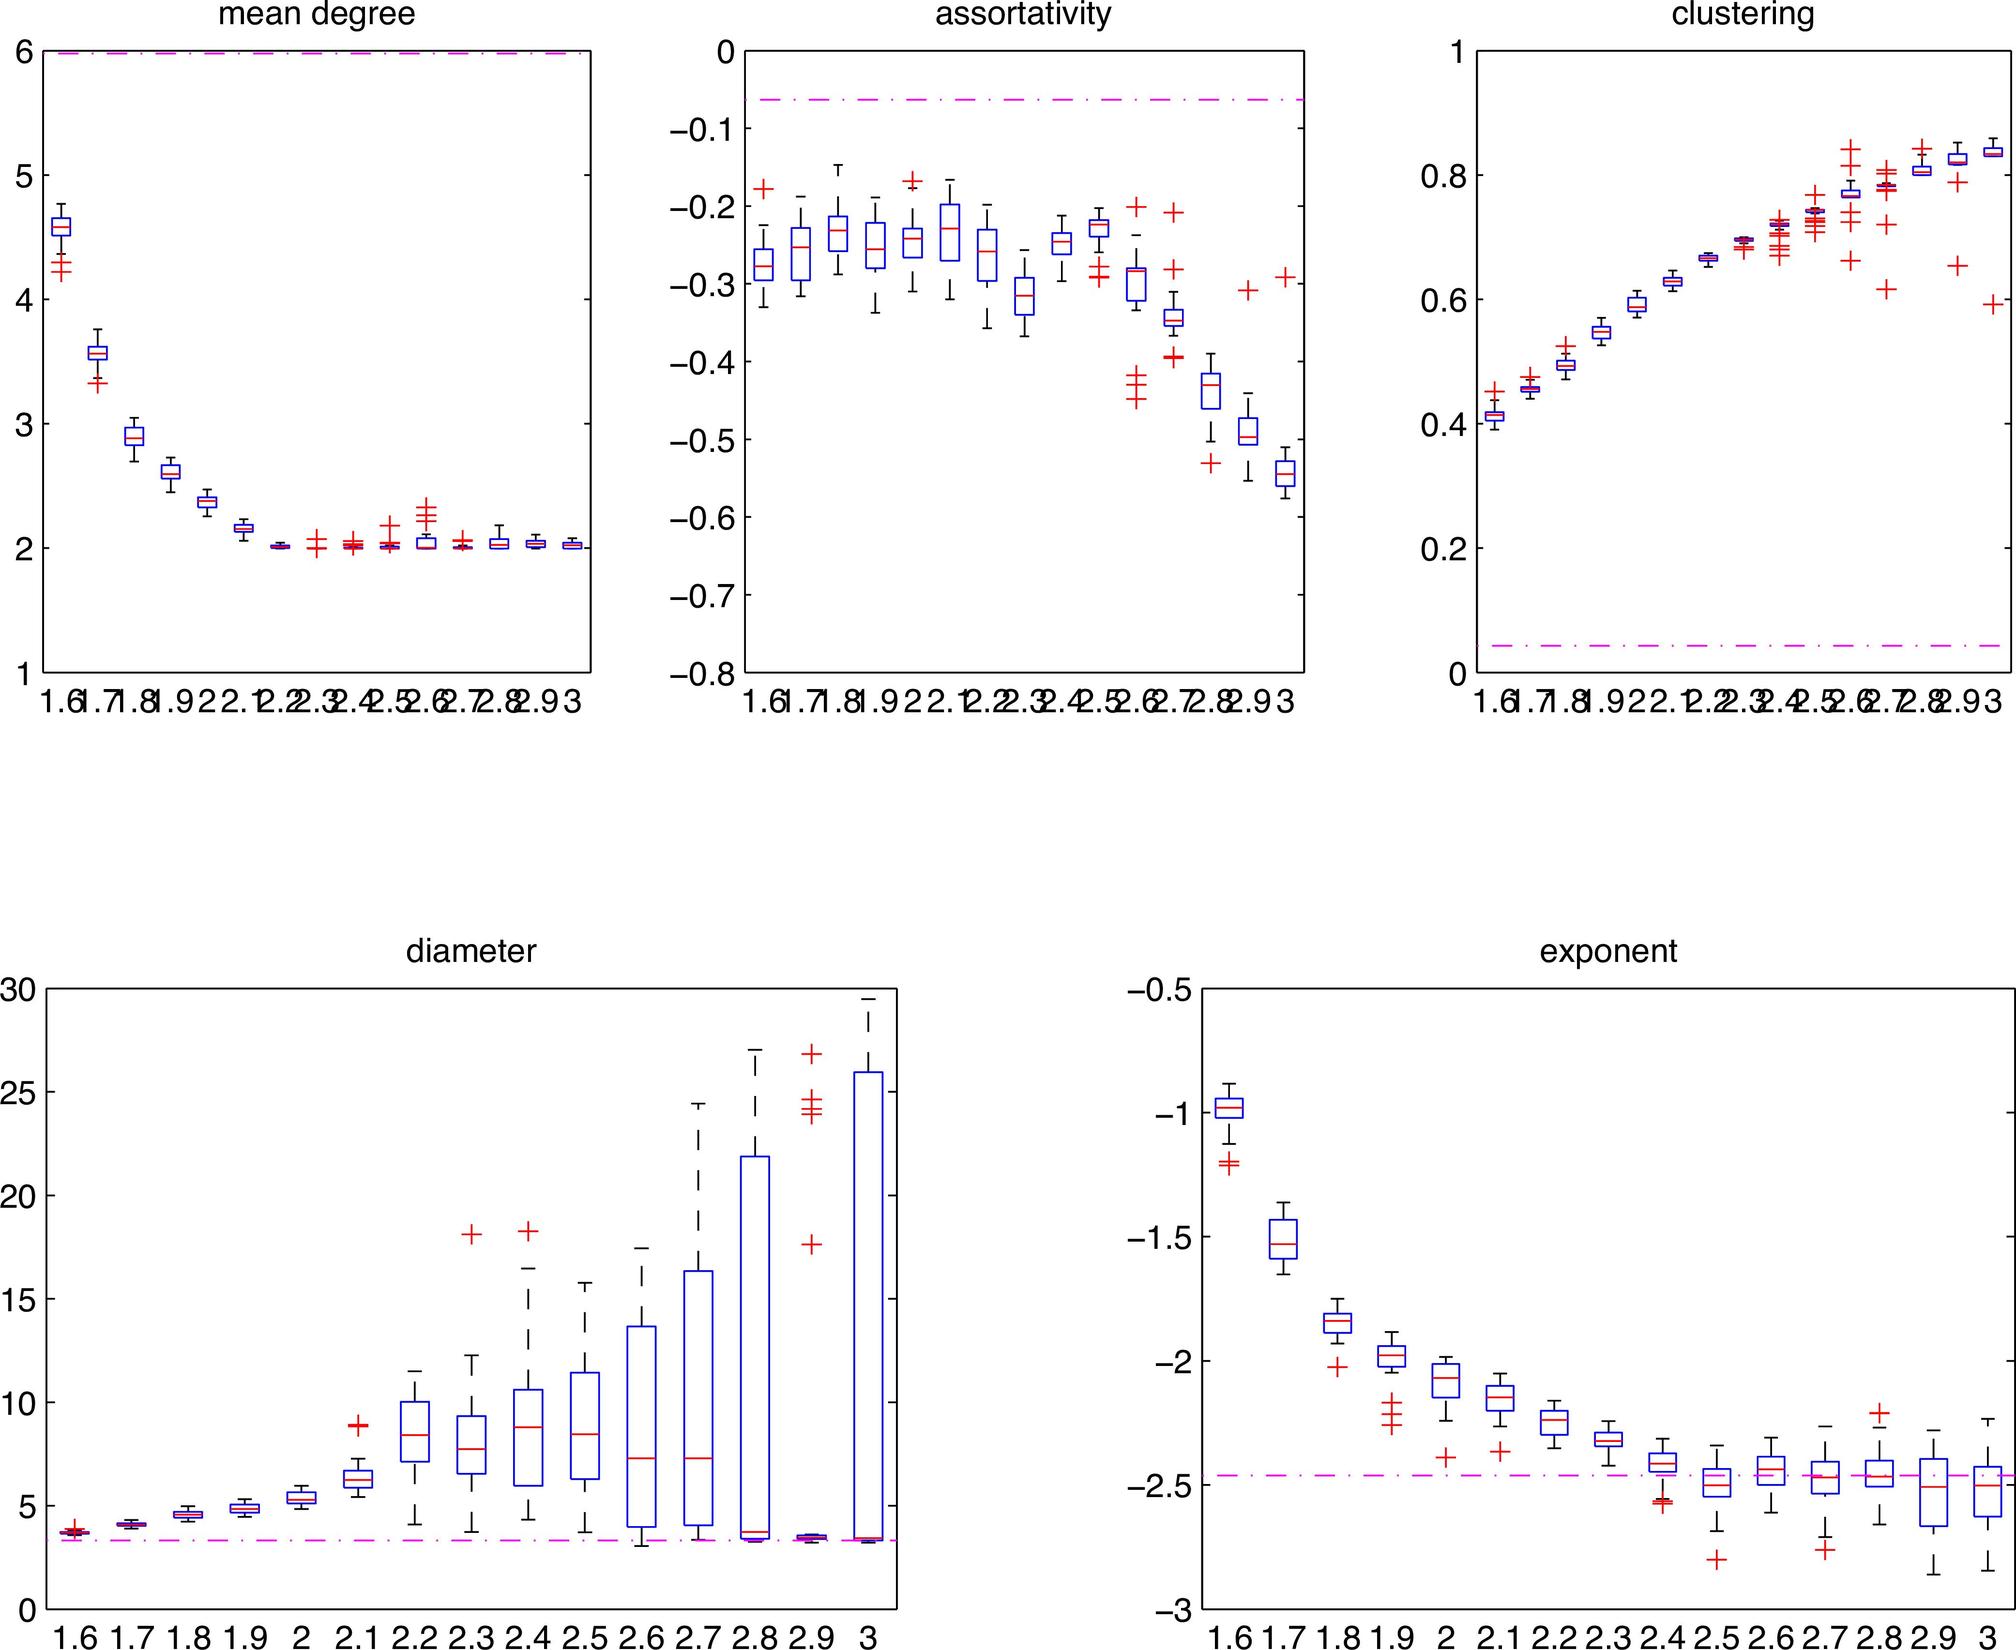 mean degree assortativity clustering
6 0 1
−0.1
5 0.8
−0.2
4 −0.3 0.6
−0.4
3 0.4
−0.5
2 −0.6 0.2
−0.7
1 −0.8 0
1.6 1.7 1.8 1.9 2 2.1 2.2 2.3 2.4 2.5 2.6 2.7 2.8 2.9 3 1.6 1.7 1.8 1.9 2 2.1 2.2 2.3 2.4 2.5 2.6 2.7 2.8 2.9 3 1.6 1.7 1.8 1.9 2 2.1 2.2 2.3 2.4 2.5 2.6 2.7 2.8 2.9 3
diameter exponent
30 −0.5
25 −1
20 −1.5
15
10 −2
5 −2.5
0 −3
1.6 1.7 1.8 1.9 2 2.1 2.2 2.3 2.4 2.5 2.6 2.7 2.8 2.9 3 1.6 1.7 1.8 1.9 2 2.1 2.2 2.3 2.4 2.5 2.6 2.7 2.8 2.9 3